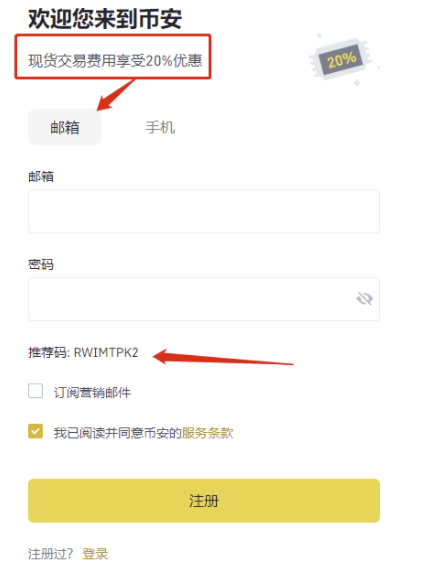 欢迎您来到币安
现货交易费用享受20%优惠
20%
邮箱 手机
邮箱
密码
推荐码: RWIMTPK2
订阅营销邮件
我已阅读并同意币安的服务条款
注册
注册过? 登录